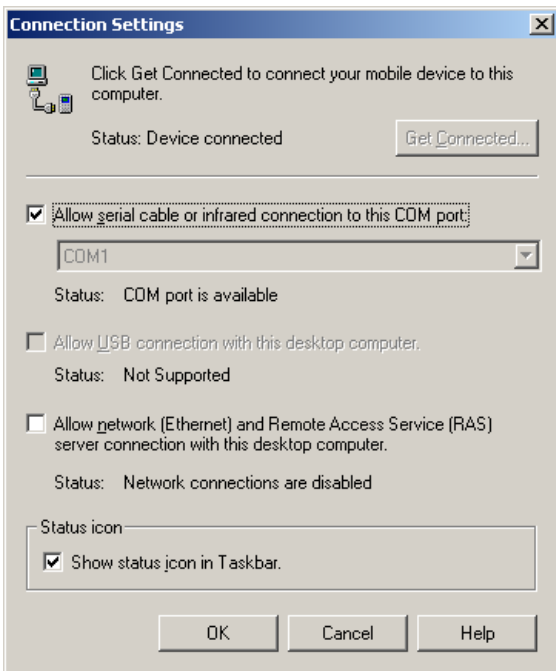 Connection Settings
Click Get Connected to connect your mobile device to this
computer.
Status: Device connected
Get Connected...
Allow serial cable or infrared connection to this COM port:
COM1
Status: COM port is available
Allow USB connection with this desktop computer.
Status: Not Supported
Allow network (Ethernet) and Remote Access Service (RAS)
server connection with this desktop computer.
Status: Network connections are disabled
Status icon
Show status icon in Taskbar.
OK Cancel Help